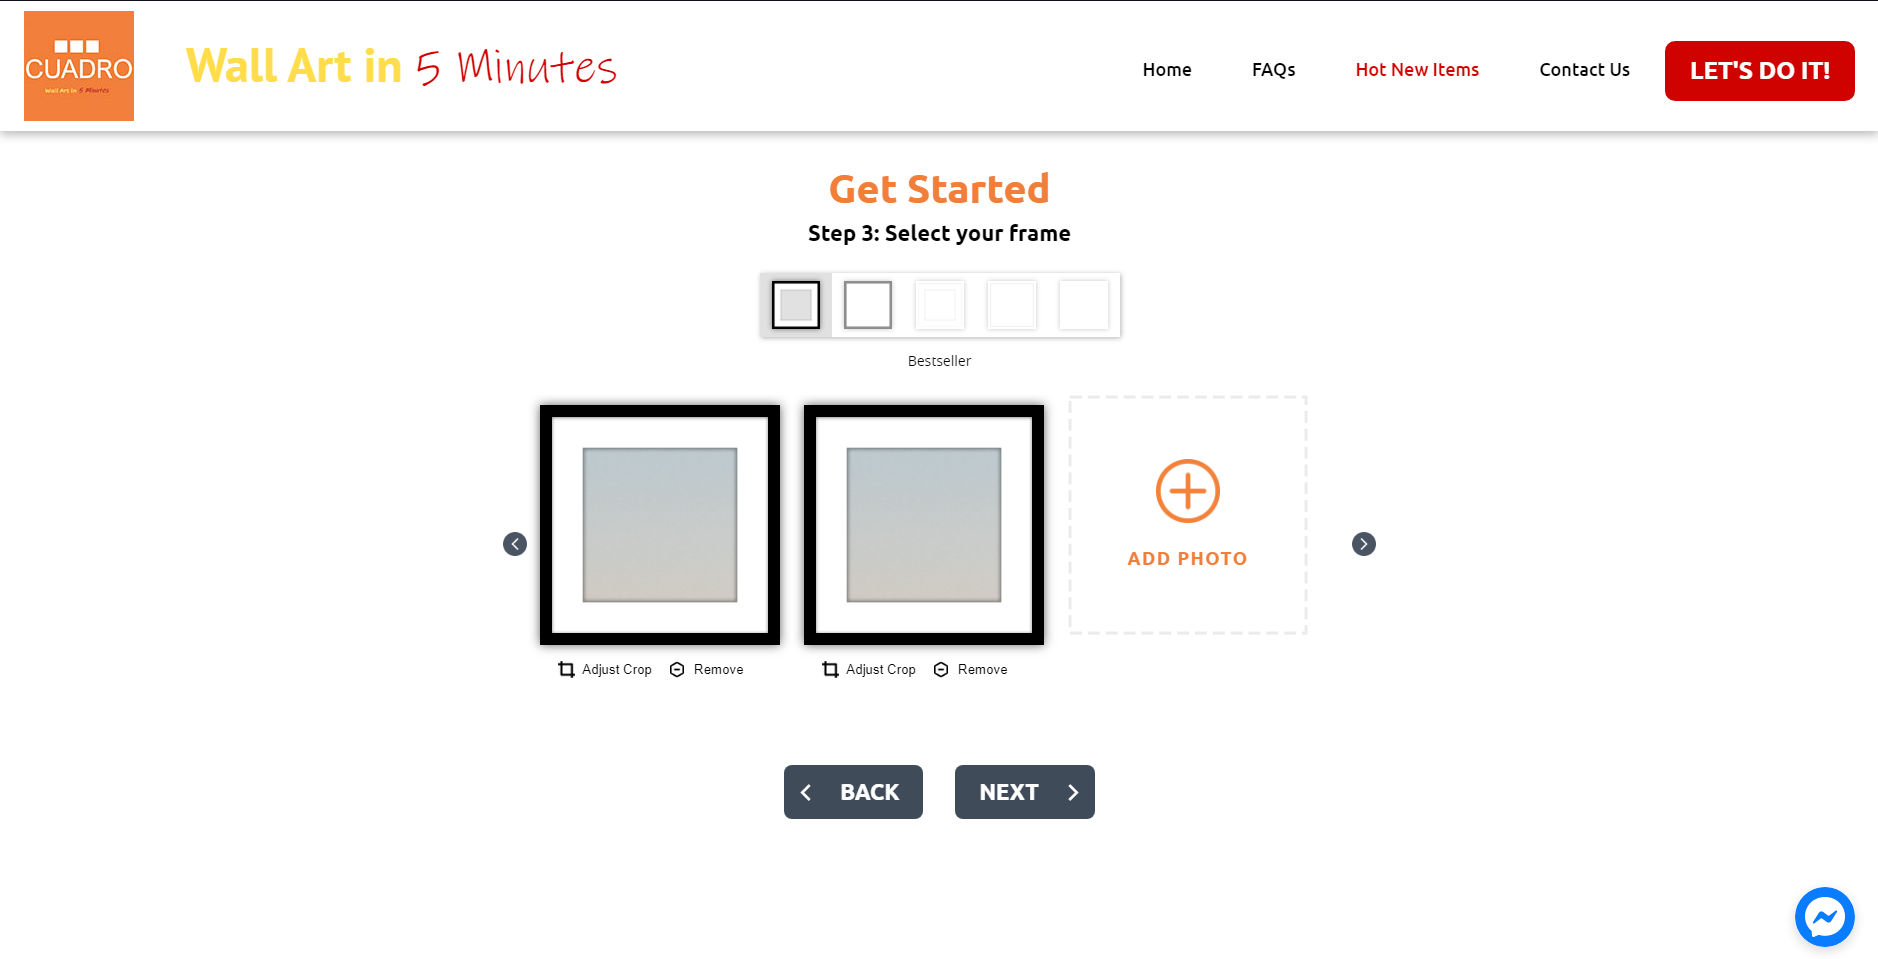 CUADRO
Wall Art in 5 Minutes
Wall Art in 5 Minutes
Home
FAQs
Hot New Items
Contact Us
LET'S DO IT!
Get Started
Step 3: Select your frame
Bestseller
ADD PHOTO
Adjust Crop
Remove
Adjust Crop
Remove
BACK
NEXT